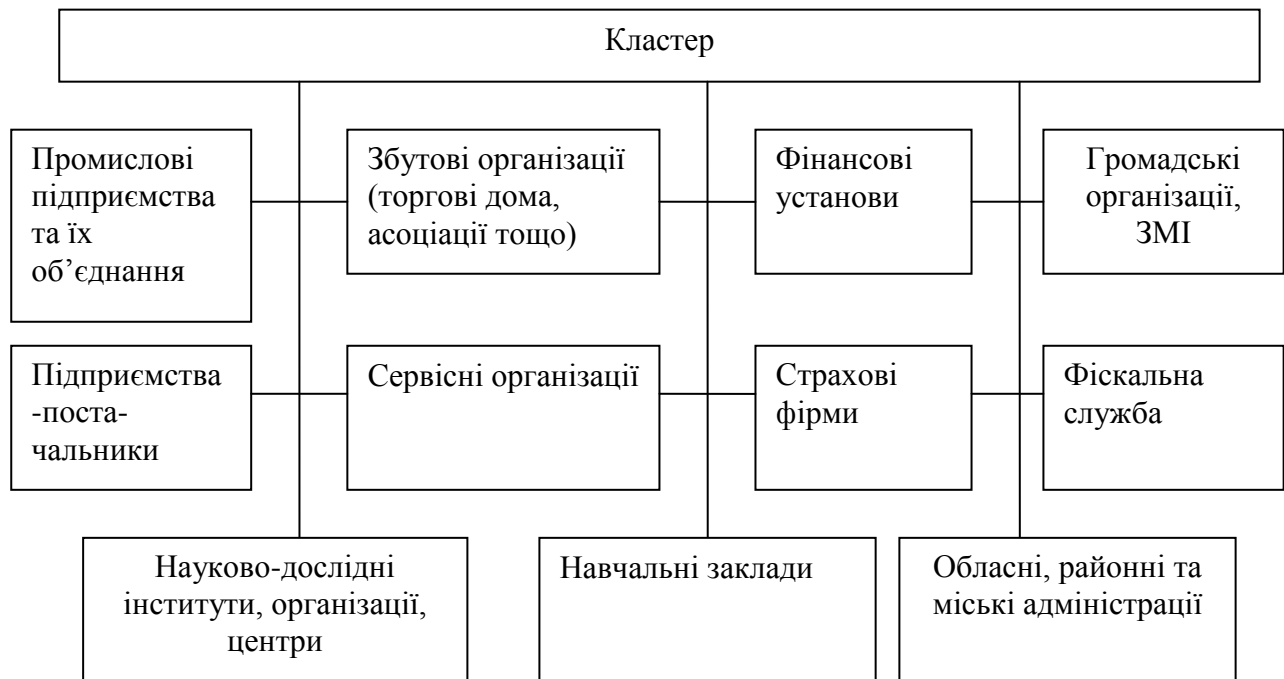 Кластер
Промислові
підприємства
та їх
об’єднання
Збутові організації
(торгові дома,
асоціації тощо)
Фінансові
установи
Громадські
організації,
ЗМІ
Підприємства
-поста-
чальники
Сервісні організації
Страхові
фірми
Фіскальна
служба
Науково-дослідні
інститути, організації,
центри
Навчальні заклади
Обласні, районні та
міські адміністрації